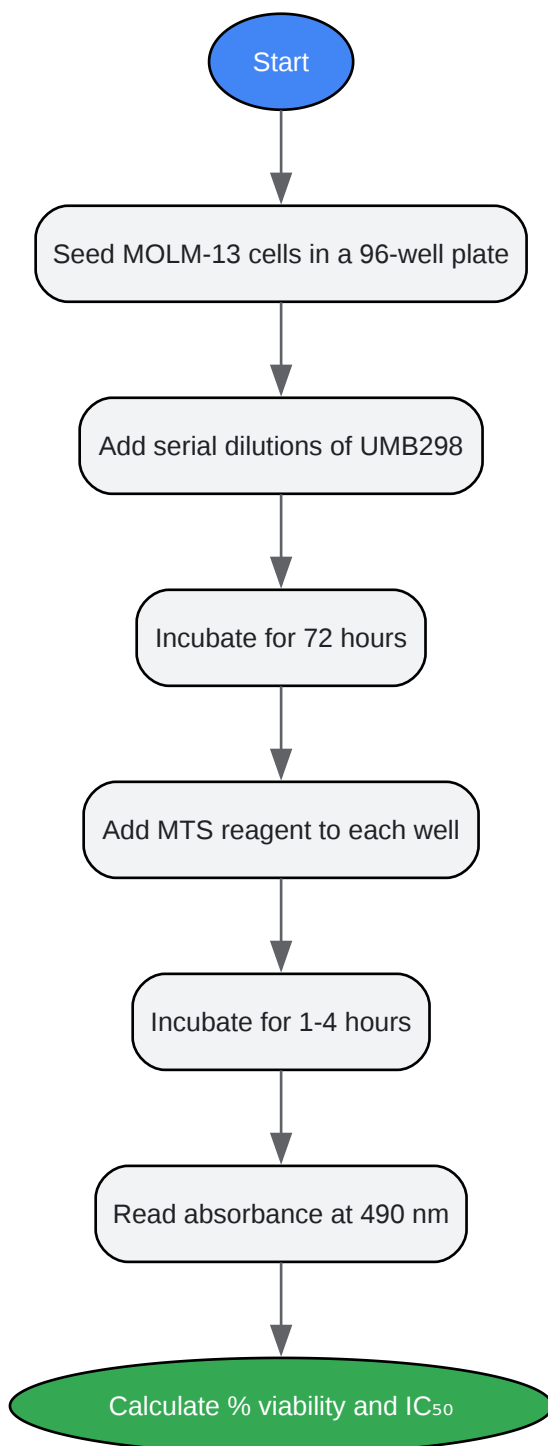 Start
Seed MOLM-13 cells in a 96-well plate
Add serial dilutions of UMB298
Incubate for 72 hours
Add MTS reagent to each well
Incubate for 1-4 hours
Read absorbance at 490 nm
Calculate % viability and IC₅₀